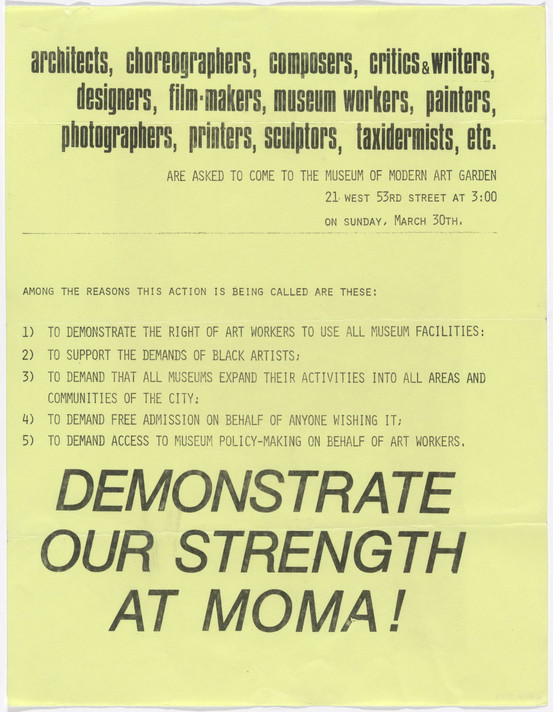 architects, choreographers, composers, critics & writers,
designers, film-makers, museum workers, painters,
photographers, printers, sculptors, taxidermists, etc.
ARE ASKED TO COME TO THE MUSEUM OF MODERN ART GARDEN
21 WEST 53RD STREET AT 3:00
ON SUNDAY, MARCH 30TH.
AMONG THE REASONS THIS ACTION IS BEING CALLED ARE THESE:
1) TO DEMONSTRATE THE RIGHT OF ART WORKERS TO USE ALL MUSEUM FACILITIES:
2) TO SUPPORT THE DEMANDS OF BLACK ARTISTS;
3) TO DEMAND THAT ALL MUSEUMS EXPAND THEIR ACTIVITIES INTO ALL AREAS AND
COMMUNITIES OF THE CITY;
4) TO DEMAND FREE ADMISSION ON BEHALF OF ANYONE WISHING IT;
5) TO DEMAND ACCESS TO MUSEUM POLICY-MAKING ON BEHALF OF ART WORKERS.
DEMONSTRATE
OUR STRENGTH
AT MOMA!